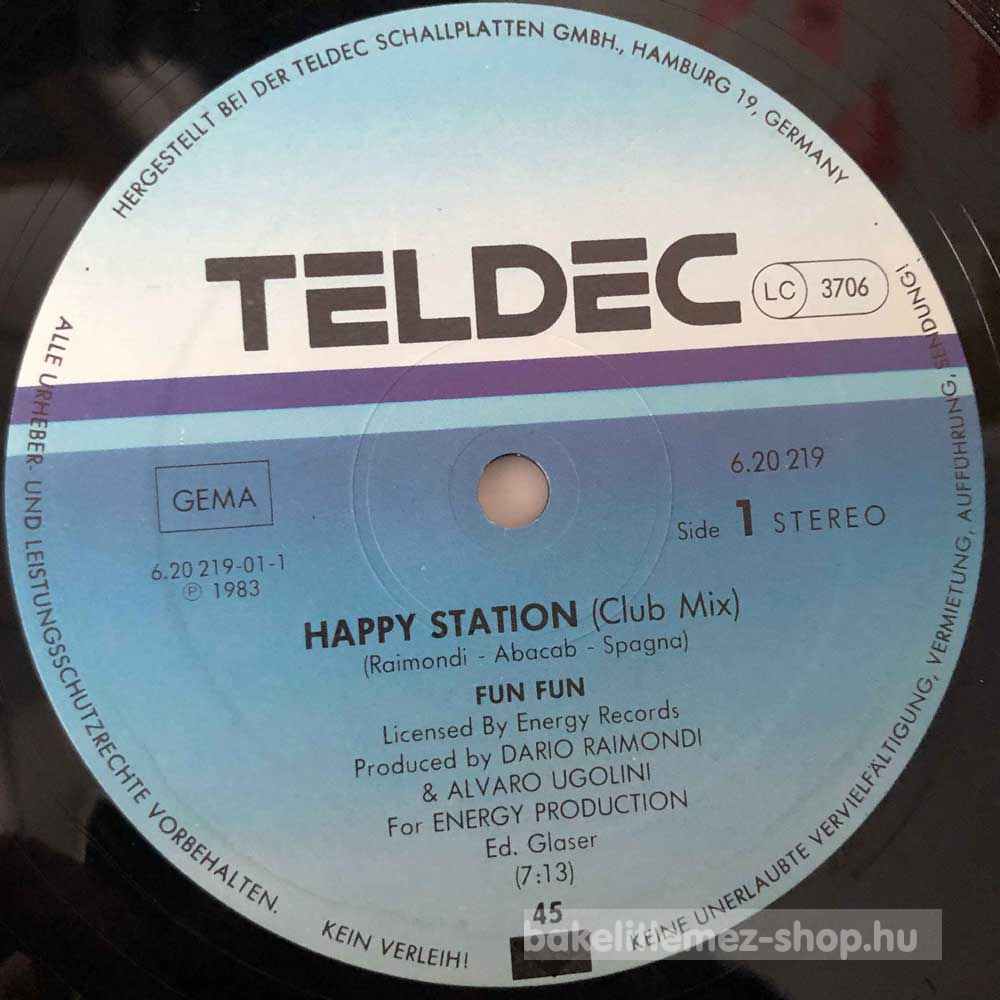 HERGESTELLT BEI DER TELDEC SCHALLPLATTEN GMBH., HAMBURG 19, GERMANY
TELDEC
LC 3706
GEMA
6.20 219
Side 1 STEREO
6.20 219-01-1
Ⓟ 1983
HAPPY STATION (Club Mix)
(Raimondi - Abacab - Spagna)
FUN FUN
Licensed By Energy Records
Produced by DARIO RAIMONDI
& ALVARO UGOLINI
For ENERGY PRODUCTION
Ed. Glaser
(7:13)
45
ALLE URHEBER- UND LEISTUNGSSCHUTZRECHTE VORBEHALTEN.
KEIN VERLEIH!
KEINE UNERLAUBTE VERVIELFÄLTIGUNG, VERMIETUNG, AUFFÜHRUNG, SENDUNG!
bakelitlemez-shop.hu